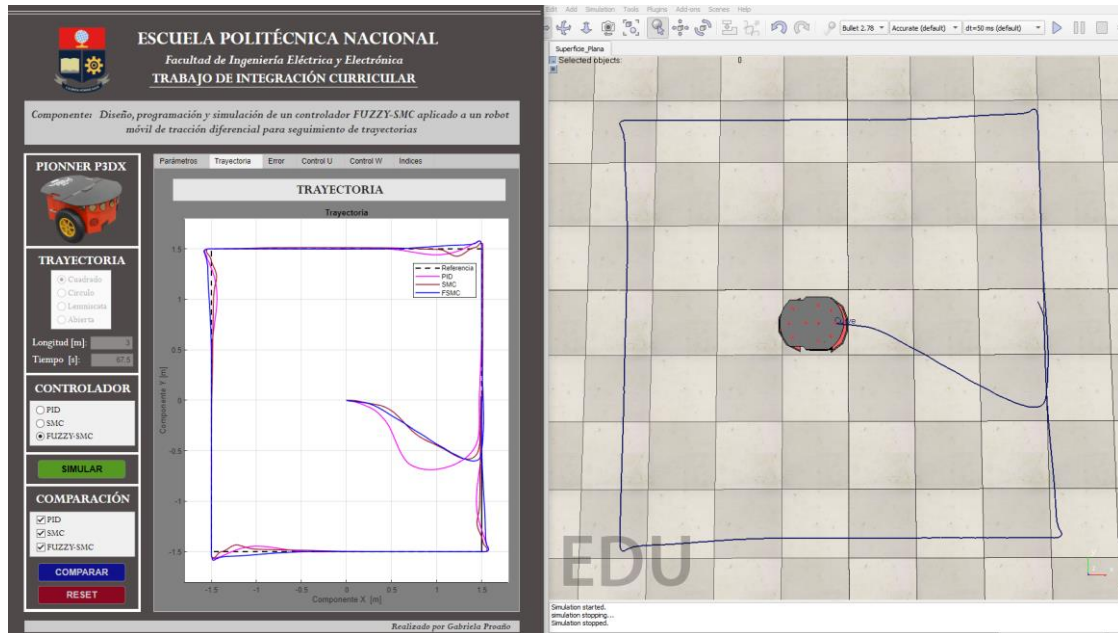 ESCUELA POLITÉCNICA NACIONAL
Facultad de Ingeniería Eléctrica y Electrónica
TRABAJO DE INTEGRACIÓN CURRICULAR
Componente: Diseño, programación y simulación de un controlador FUZZY-SMC aplicado a un robot
móvil de tracción diferencial para seguimiento de trayectorias
PIONNER P3DX
TRAYECTORIA
Cuadrado
Círculo
Lemniscata
Abierta
Longitud [m]: 3
Tiempo [s]: 67.5
CONTROLADOR
PID
SMC
FUZZY-SMC
SIMULAR
COMPARACIÓN
PID
SMC
FUZZY-SMC
COMPARAR
RESET
Parámetros Trayectoria Error Control U Control W Indices
TRAYECTORIA
Trayectoria
Referencia
PID
SMC
FSMC
1.5
1
0.5
0
-0.5
-1
-1.5
Componente Y [m]
-1.5 -1 -0.5 0 0.5 1 1.5
Componente X [m]
Realizado por Gabriela Proaño
Edit Add Simulation Tools Plugins Add-ons Scenes Help
Bullet 2.78 Accurate (default) dt=50 ms (default)
Superficie_Plana
Selected objects: 0
EDU
Simulation started.
simulation stopping...
Simulation stopped.